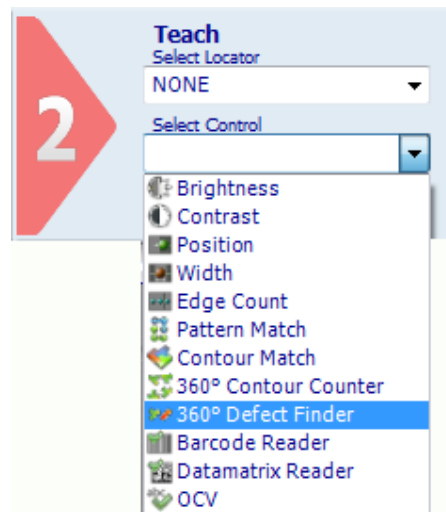 2
Teach
Select Locator
NONE
Select Control
Brightness
Contrast
Position
Width
Edge Count
Pattern Match
Contour Match
360° Contour Counter
360° Defect Finder
Barcode Reader
Datamatrix Reader
OCV